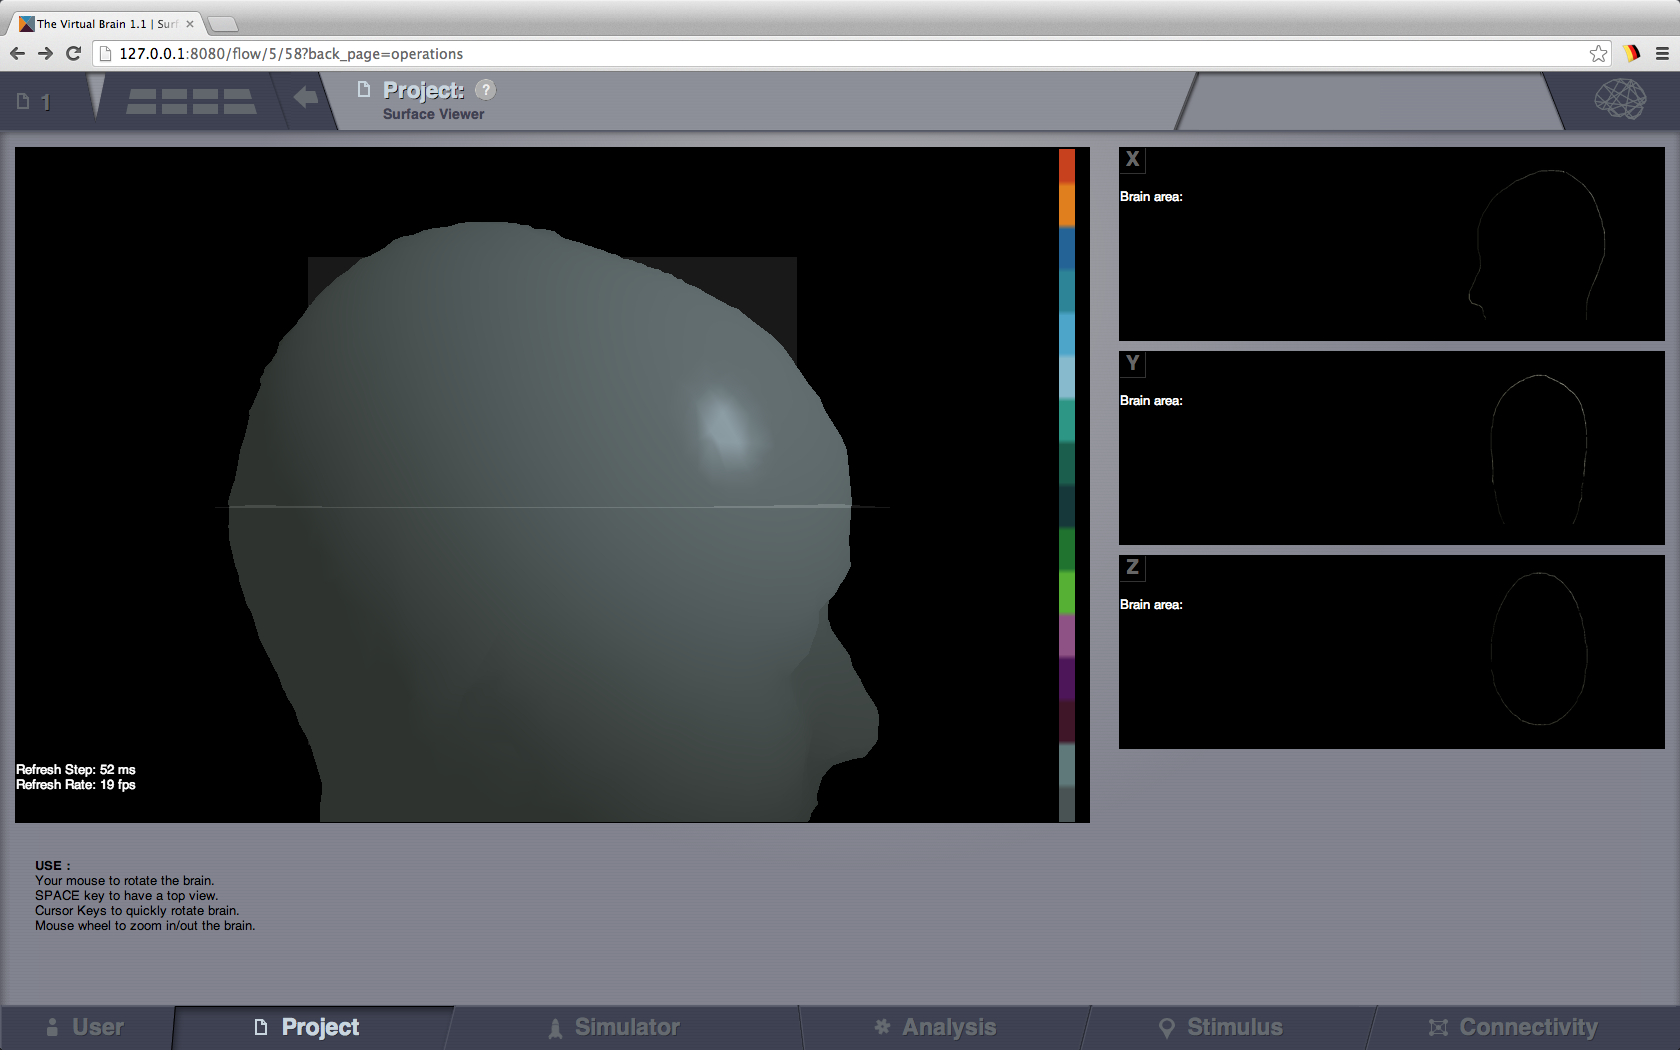 The Virtual Brain 1.1 | Surf
127.0.0.1:8080/flow/5/58?back_page=operations
1
Project: ?
Surface Viewer
X
Brain area:
Y
Brain area:
Z
Brain area:
Refresh Step: 52 ms
Refresh Rate: 19 fps
USE :
Your mouse to rotate the brain.
SPACE key to have a top view.
Cursor Keys to quickly rotate brain.
Mouse wheel to zoom in/out the brain.
User Project Simulator Analysis Stimulus Connectivity